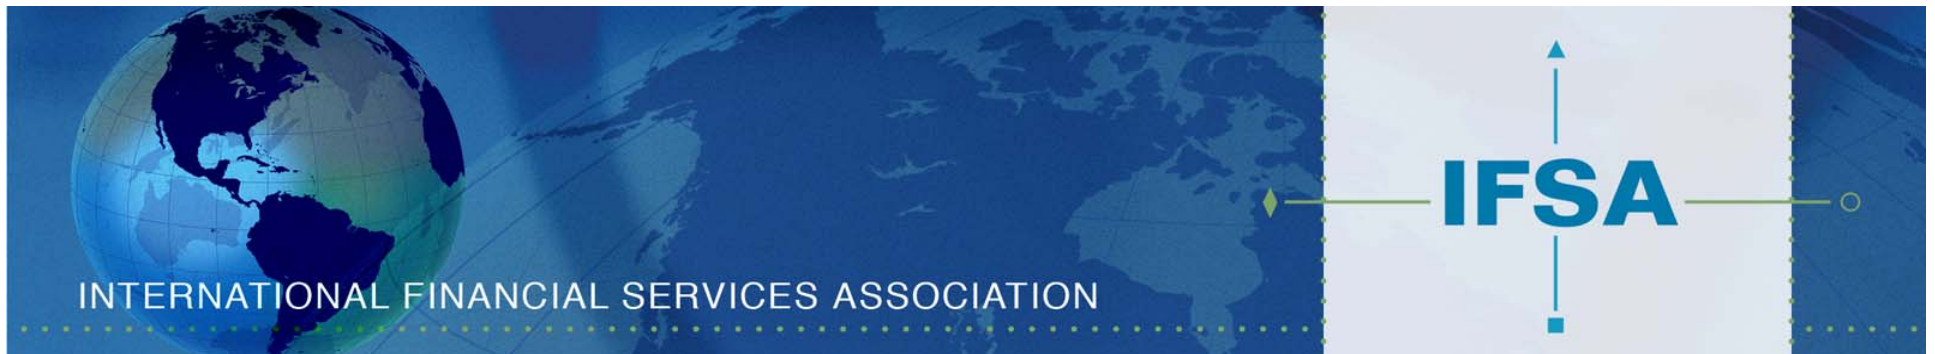 IFSA
INTERNATIONAL FINANCIAL SERVICES ASSOCIATION